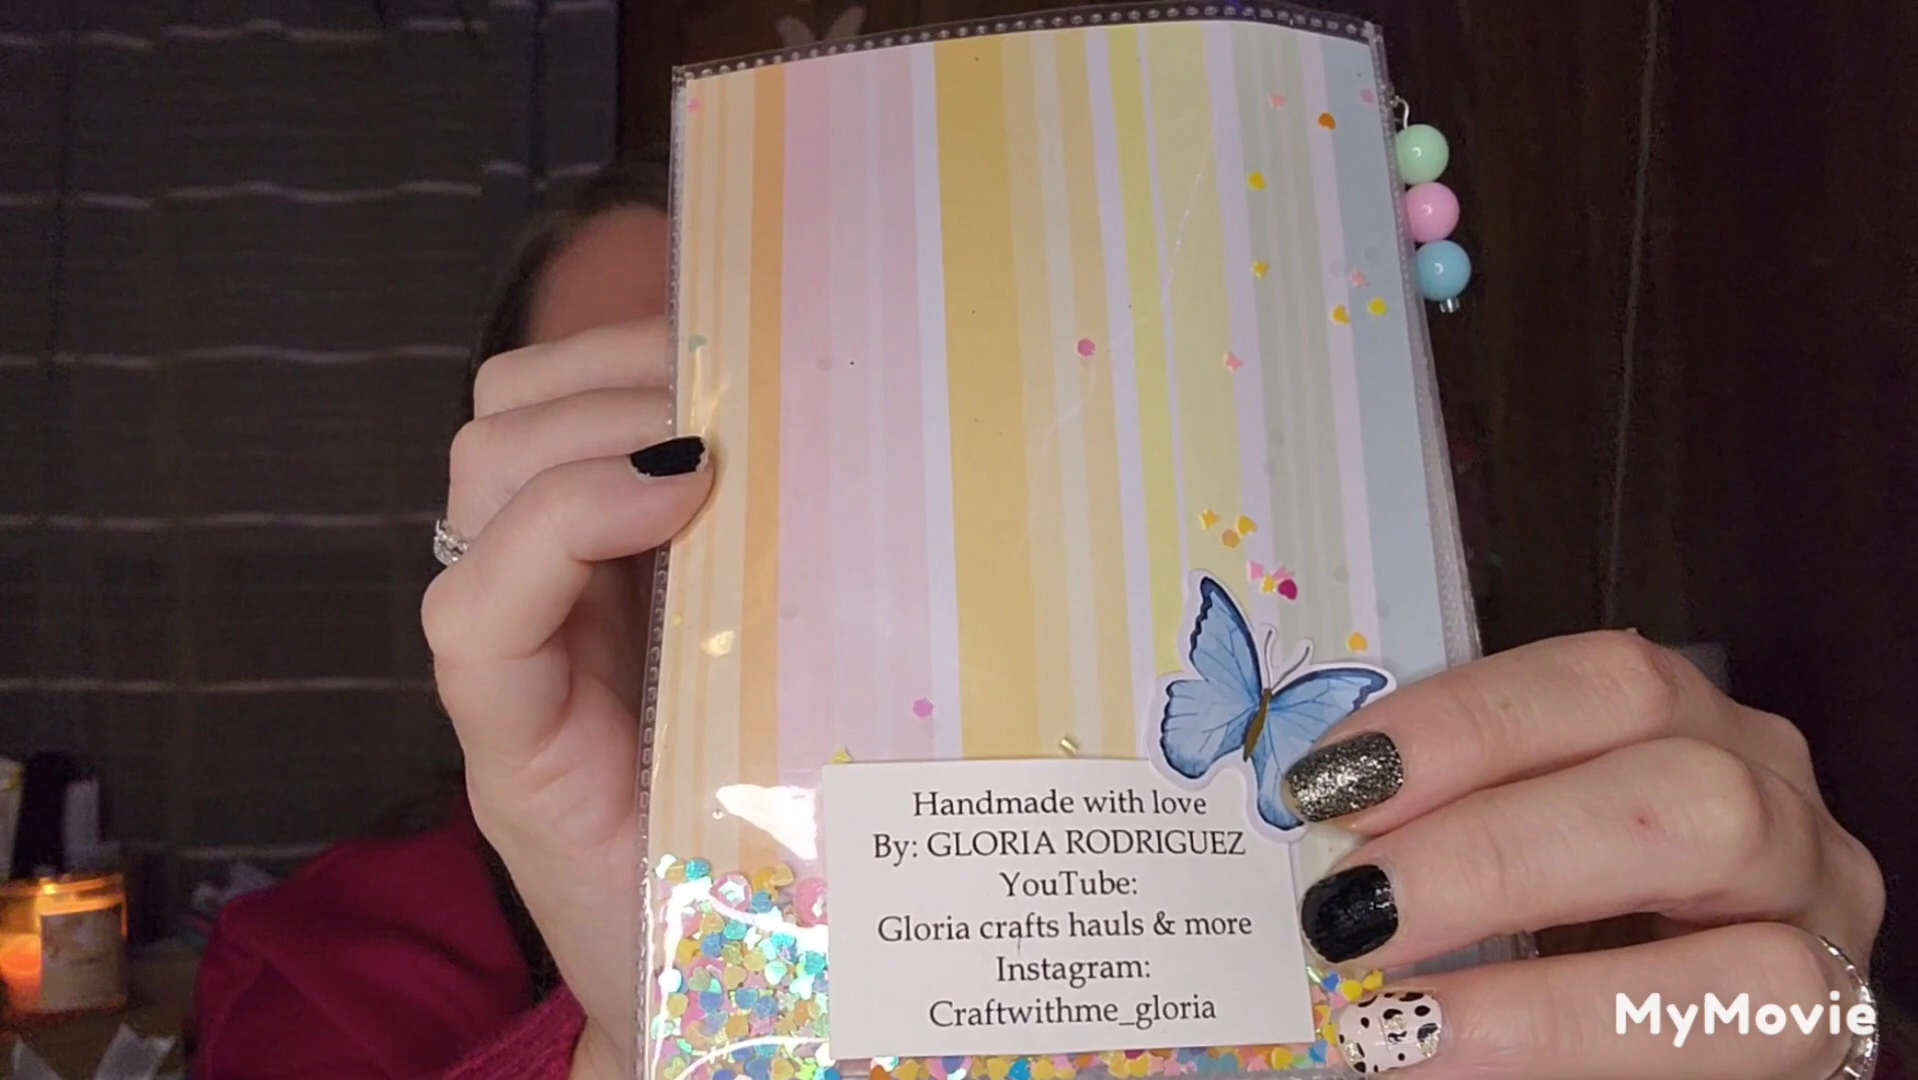 Handmade with love
By: GLORIA RODRIGUEZ
YouTube:
Gloria crafts hauls & more
Instagram:
Craftwithme_gloria
MyMovie